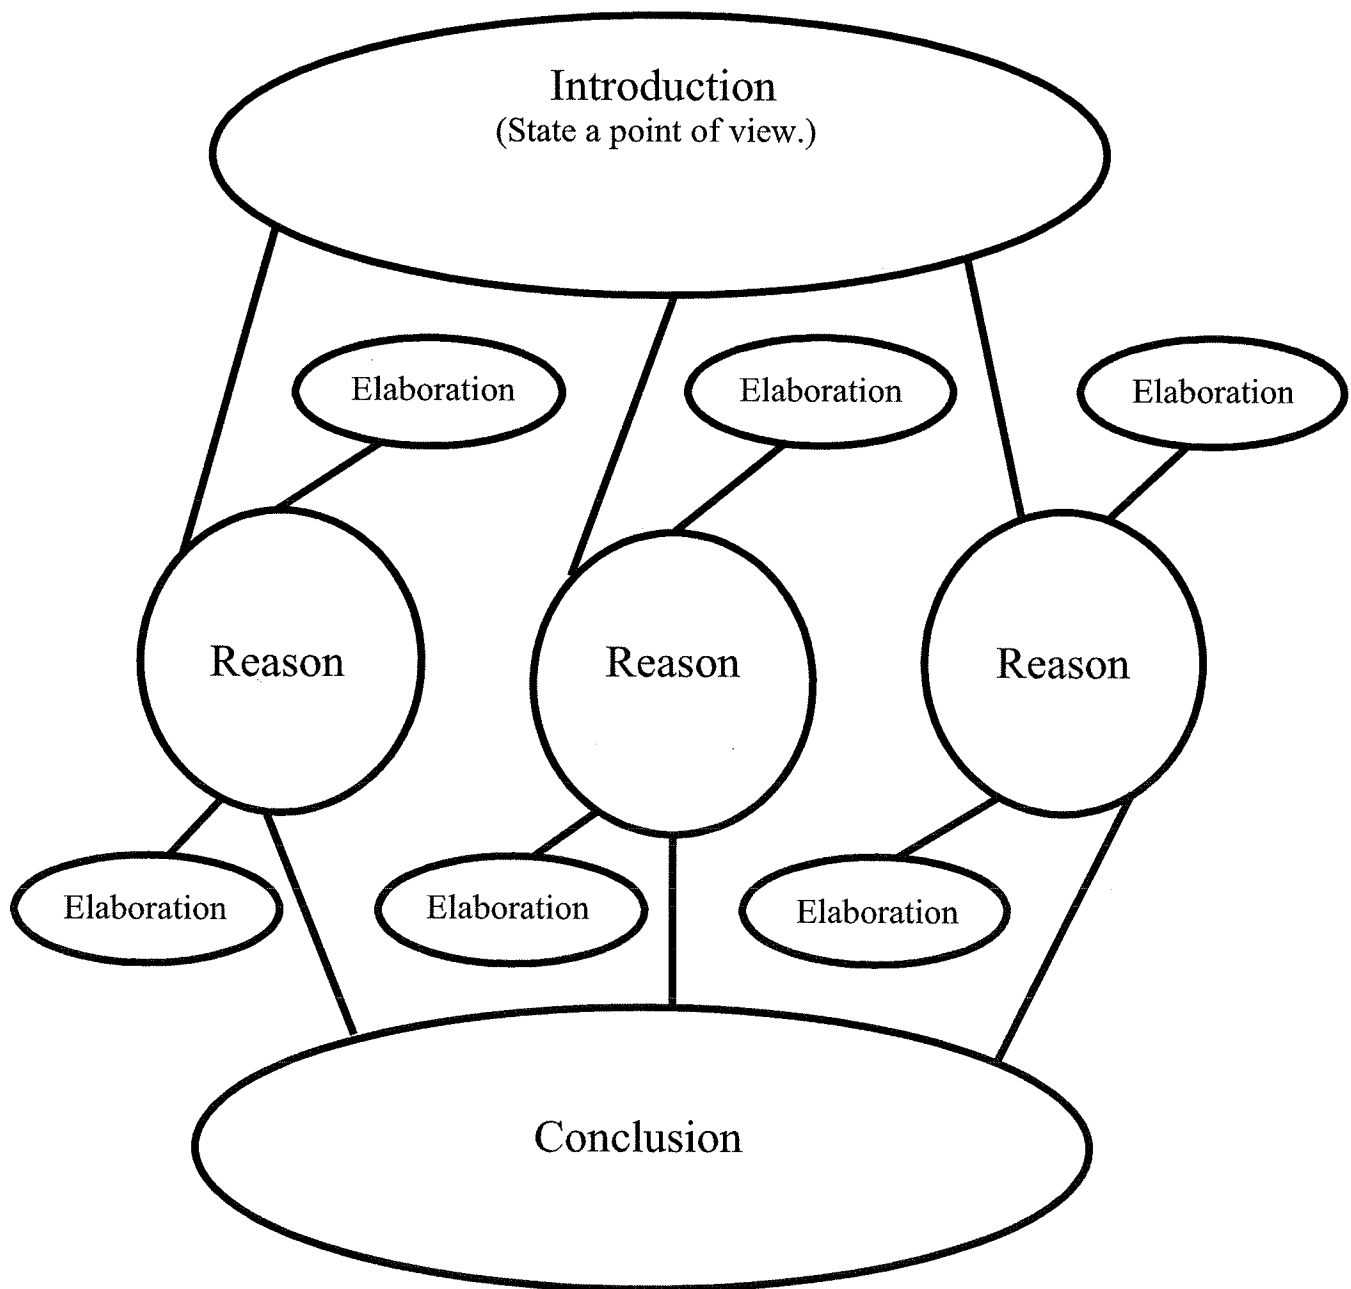 Introduction
(State a point of view.)
Elaboration
Elaboration
Elaboration
Reason
Reason
Reason
Elaboration
Elaboration
Elaboration
Conclusion